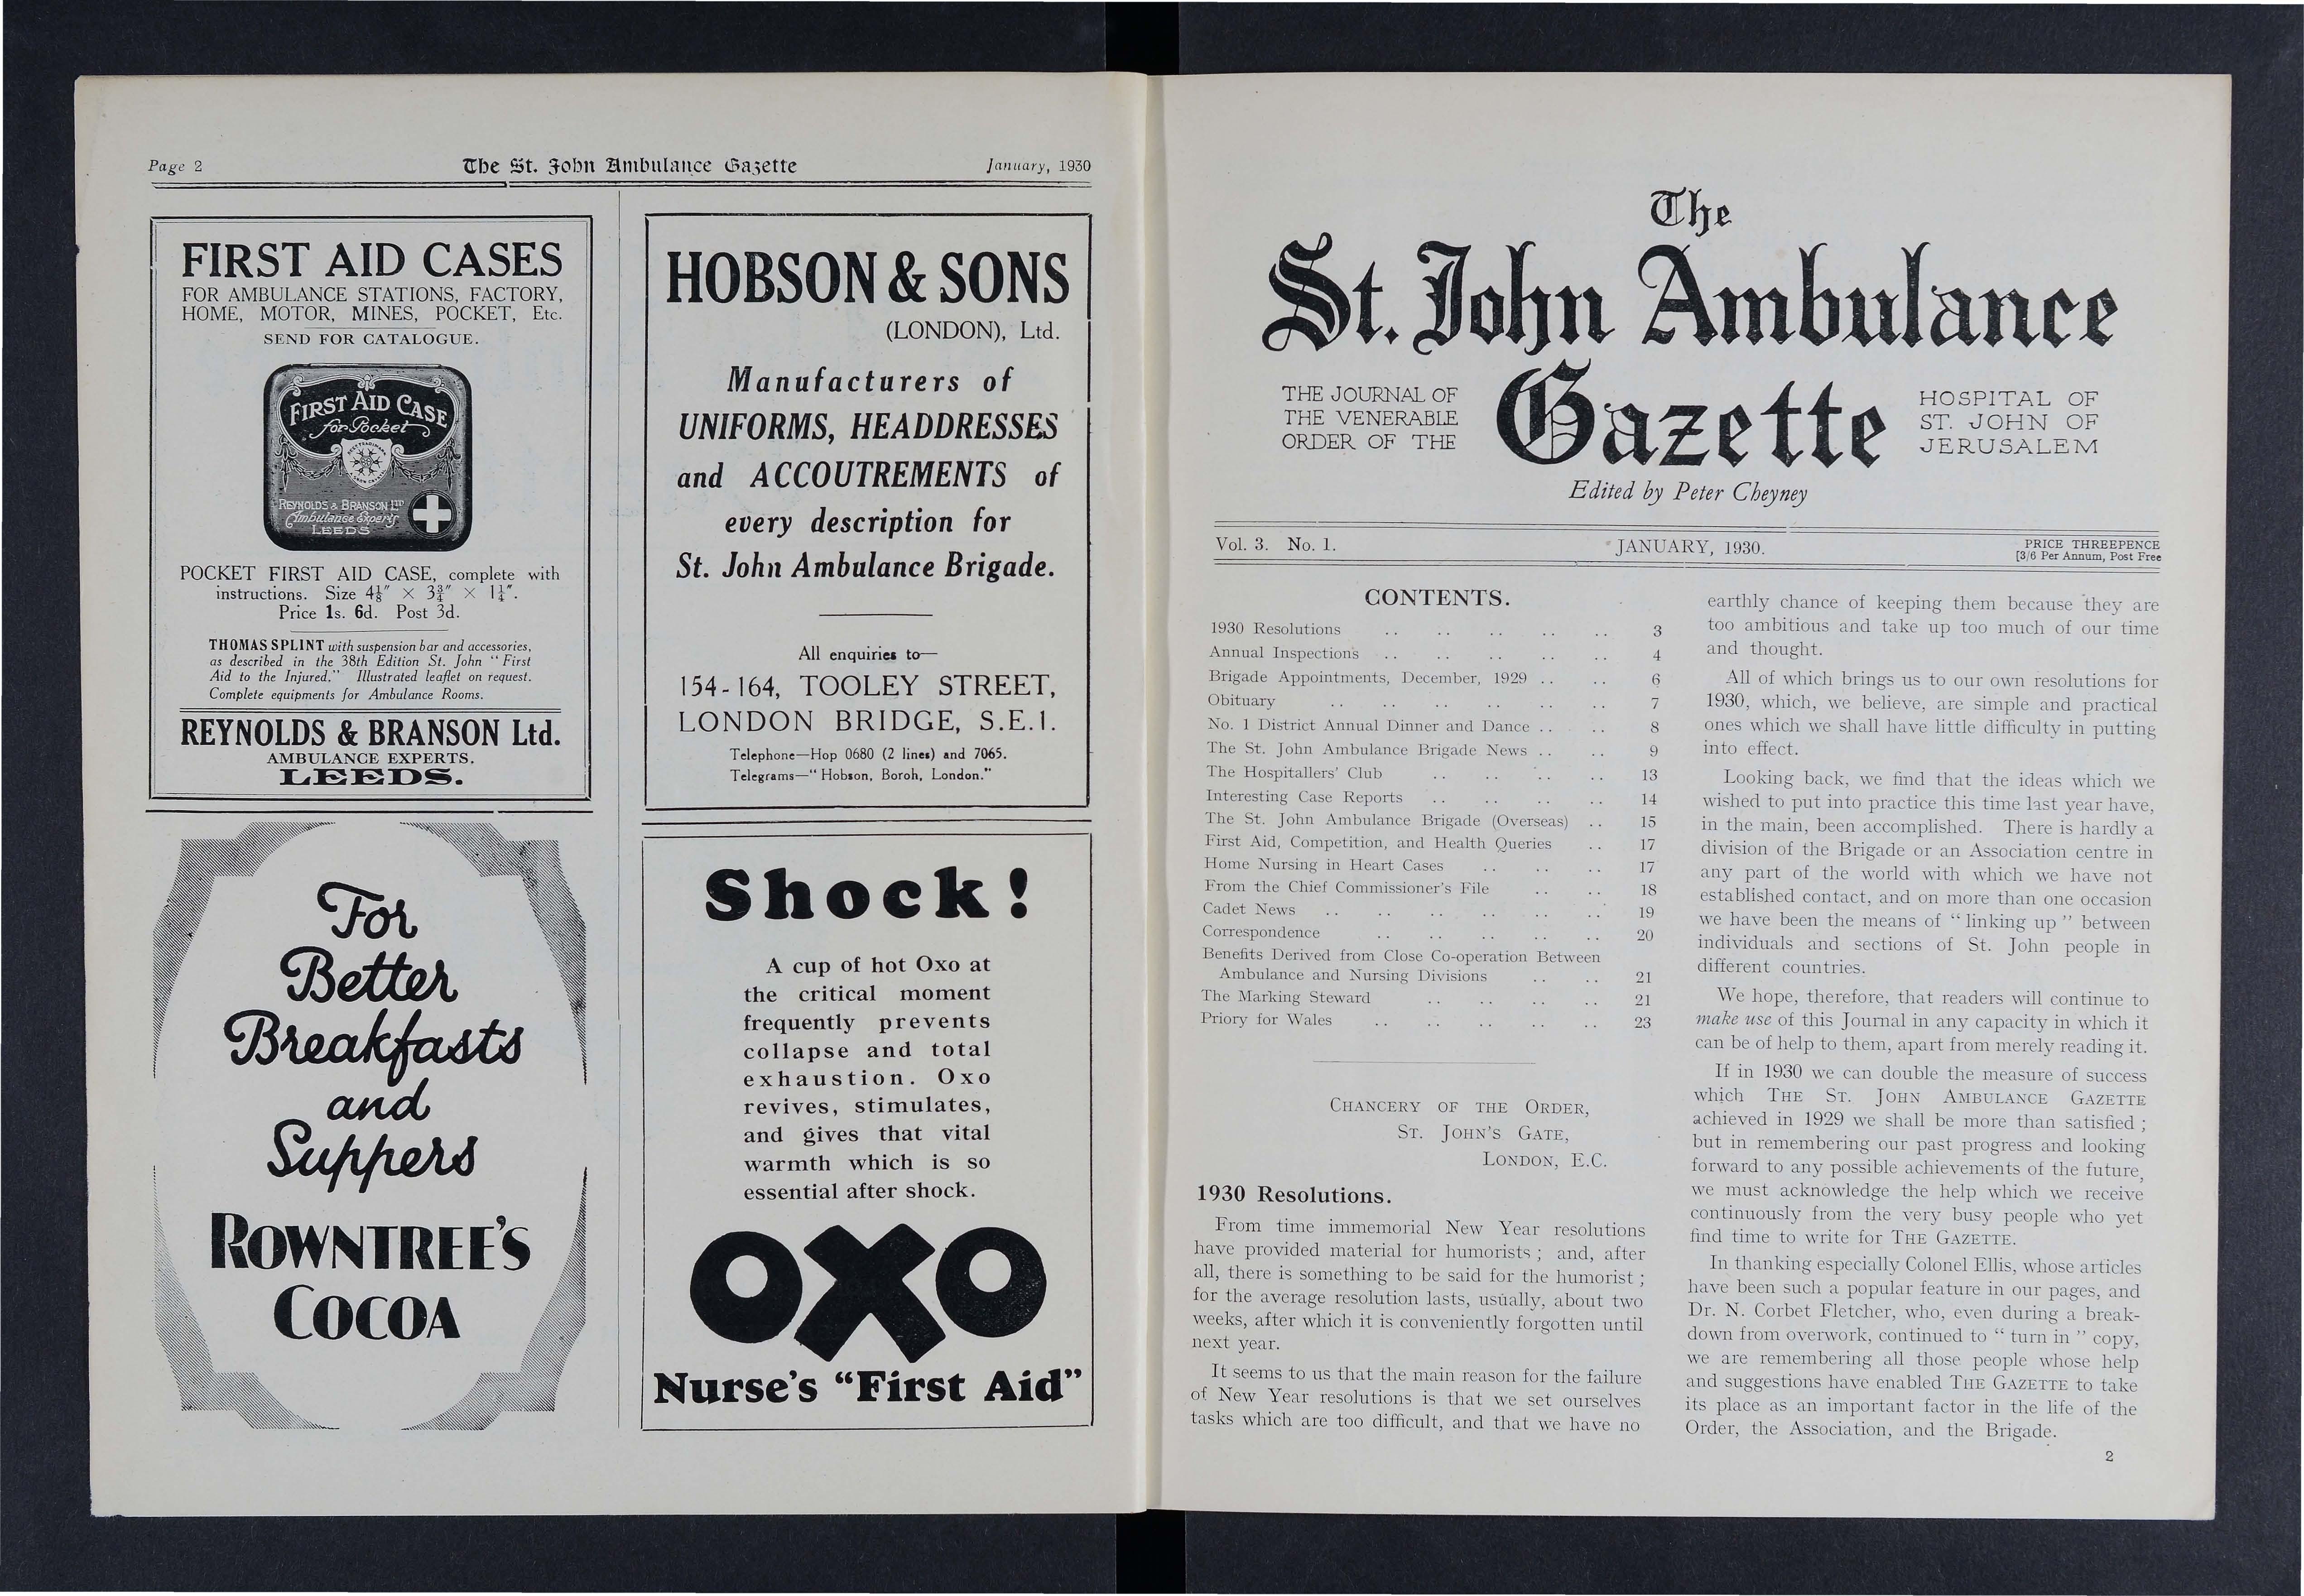 Page 2
The St. John Ambulance Gazette
January, 1930
FIRST AID CASES
FOR AMBULANCE STATIONS, FACTORY,
HOME, MOTOR, MINES, POCKET, Etc.
SEND FOR CATALOGUE.
FIRST AID CASE
for Pocket
REYNOLDS & BRANSON LTD
Ambulance Experts
LEEDS
POCKET FIRST AID CASE, complete with
instructions. Size 4⅛" × 3¾" × 1¼".
Price 1s. 6d. Post 3d.
THOMAS SPLINT with suspension bar and accessories,
as described in the 38th Edition St. John "First
Aid to the Injured." Illustrated leaflet on request.
Complete equipments for Ambulance Rooms.
REYNOLDS & BRANSON Ltd.
AMBULANCE EXPERTS,
LEEDS.
For
Better
Breakfasts
and
Suppers
ROWNTREE'S
COCOA
HOBSON & SONS
(LONDON), Ltd.
Manufacturers of
UNIFORMS, HEADDRESSES
and ACCOUTREMENTS of
every description for
St. John Ambulance Brigade.
All enquiries to—
154-164, TOOLEY STREET,
LONDON BRIDGE, S.E.1.
Telephone—Hop 0680 (2 lines) and 7065.
Telegrams—"Hobson, Boroh, London."
Shock!
A cup of hot Oxo at
the critical moment
frequently prevents
collapse and total
exhaustion. Oxo
revives, stimulates,
and gives that vital
warmth which is so
essential after shock.
OXO
Nurse's "First Aid"
The
St. John Ambulance
Gazette
THE JOURNAL OF
THE VENERABLE
ORDER OF THE
HOSPITAL OF
ST. JOHN OF
JERUSALEM
Edited by Peter Cheyney
Vol. 3. No. 1.
JANUARY, 1930.
PRICE THREEPENCE
[3/6 Per Annum, Post Free
CONTENTS.
1930 Resolutions .. .. .. .. .. 3
Annual Inspections .. .. .. .. .. 4
Brigade Appointments, December, 1929 .. .. 6
Obituary .. .. .. .. .. .. 7
No. 1 District Annual Dinner and Dance .. .. 8
The St. John Ambulance Brigade News .. .. 9
The Hospitallers' Club .. .. .. .. 13
Interesting Case Reports .. .. .. .. 14
The St. John Ambulance Brigade (Overseas) .. 15
First Aid, Competition, and Health Queries .. 17
Home Nursing in Heart Cases .. .. .. 17
From the Chief Commissioner's File .. .. 18
Cadet News .. .. .. .. .. .. 19
Correspondence .. .. .. .. .. 20
Benefits Derived from Close Co-operation Between
Ambulance and Nursing Divisions .. .. 21
The Marking Steward .. .. .. .. 21
Priory for Wales .. .. .. .. .. 23
CHANCERY OF THE ORDER,
ST. JOHN'S GATE,
LONDON, E.C.
1930 Resolutions.
From time immemorial New Year resolutions
have provided material for humorists ; and, after
all, there is something to be said for the humorist ;
for the average resolution lasts, usually, about two
weeks, after which it is conveniently forgotten until
next year.
It seems to us that the main reason for the failure
of New Year resolutions is that we set ourselves
tasks which are too difficult, and that we have no
earthly chance of keeping them because they are
too ambitious and take up too much of our time
and thought.
All of which brings us to our own resolutions for
1930, which, we believe, are simple and practical
ones which we shall have little difficulty in putting
into effect.
Looking back, we find that the ideas which we
wished to put into practice this time last year have,
in the main, been accomplished. There is hardly a
division of the Brigade or an Association centre in
any part of the world with which we have not
established contact, and on more than one occasion
we have been the means of " linking up " between
individuals and sections of St. John people in
different countries.
We hope, therefore, that readers will continue to
make use of this Journal in any capacity in which it
can be of help to them, apart from merely reading it.
If in 1930 we can double the measure of success
which THE ST. JOHN AMBULANCE GAZETTE
achieved in 1929 we shall be more than satisfied ;
but in remembering our past progress and looking
forward to any possible achievements of the future,
we must acknowledge the help which we receive
continuously from the very busy people who yet
find time to write for THE GAZETTE.
In thanking especially Colonel Ellis, whose articles
have been such a popular feature in our pages, and
Dr. N. Corbet Fletcher, who, even during a break-
down from overwork, continued to " turn in " copy,
we are remembering all those people whose help
and suggestions have enabled THE GAZETTE to take
its place as an important factor in the life of the
Order, the Association, and the Brigade.
2